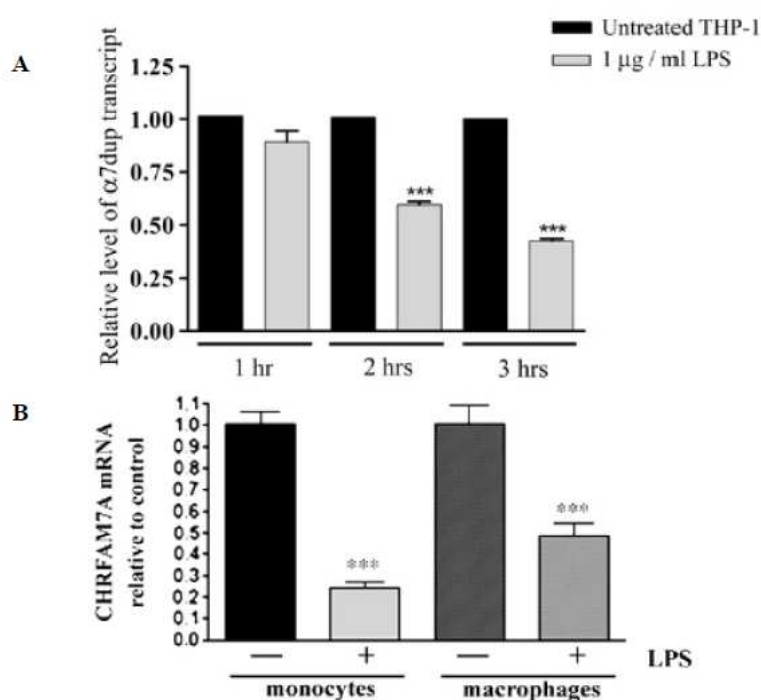 Untreated THP-1
1 µg / ml LPS
A
Relative level of α7dup transcript
1.25
1.00
0.75
0.50
0.25
0.00
***
***
1 hr
2 hrs
3 hrs
B
CHRFAM7A mRNA
relative to control
1.1
1.0
0.9
0.8
0.7
0.6
0.5
0.4
0.3
0.2
0.1
0.0
***
***
— + — + LPS
monocytes macrophages